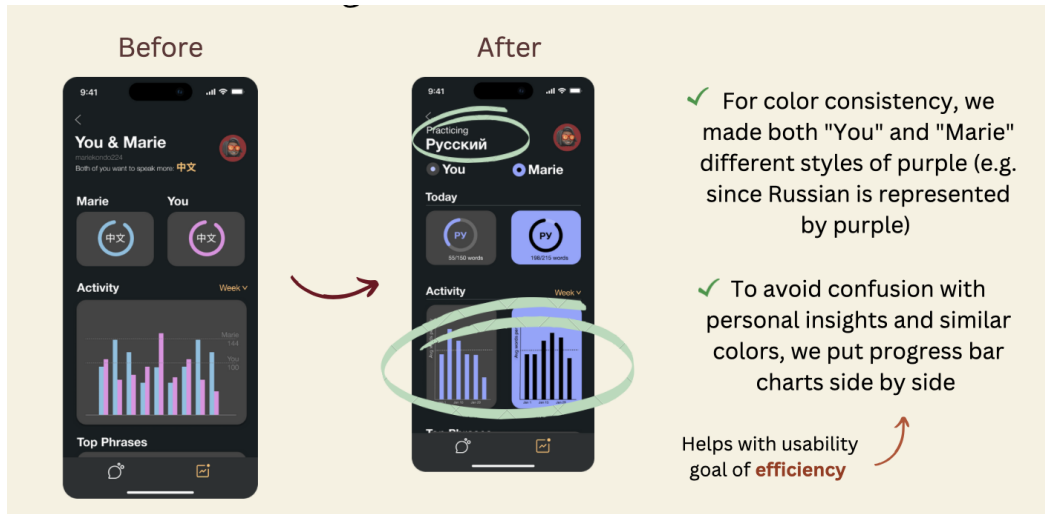 Before
After
9:41
You & Marie
mariekondo224
Both of you want to speak more: 中文
Marie
You
中文
中文
Activity
Week
Marie
144
You
100
Top Phrases
9:41
Practicing
Русский
You
Marie
Today
РУ
55/150 words
РУ
198/215 words
Activity
Week
✓ For color consistency, we
made both "You" and "Marie"
different styles of purple (e.g.
since Russian is represented
by purple)
✓ To avoid confusion with
personal insights and similar
colors, we put progress bar
charts side by side
Helps with usability
goal of efficiency